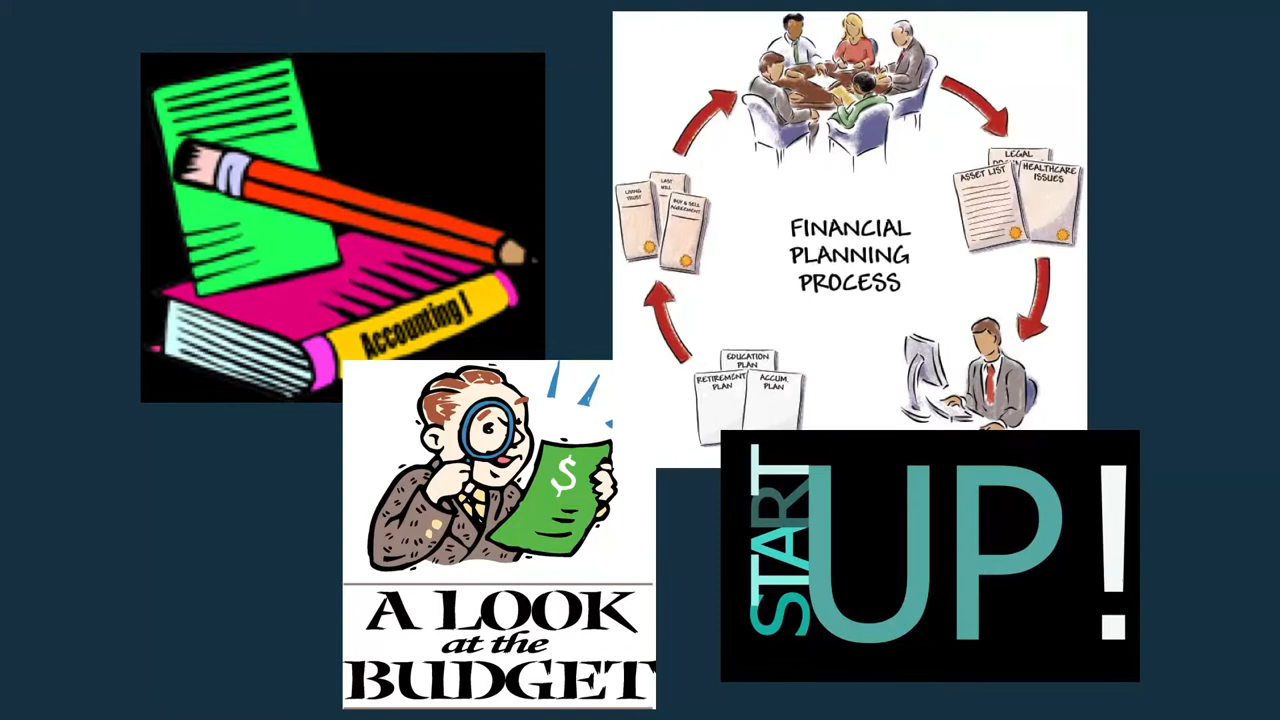 Accounting I
FINANCIAL
PLANNING
PROCESS
LEGAL
ASSET LIST
HEALTHCARE
ISSUES
LIVING
TRUST
LAST
WILL
BUY & SELL
AGREEMENT
EDUCATION
PLAN
RETIREMENT
PLAN
ACCUM.
PLAN
$
A LOOK
at the
BUDGET
START
UP!